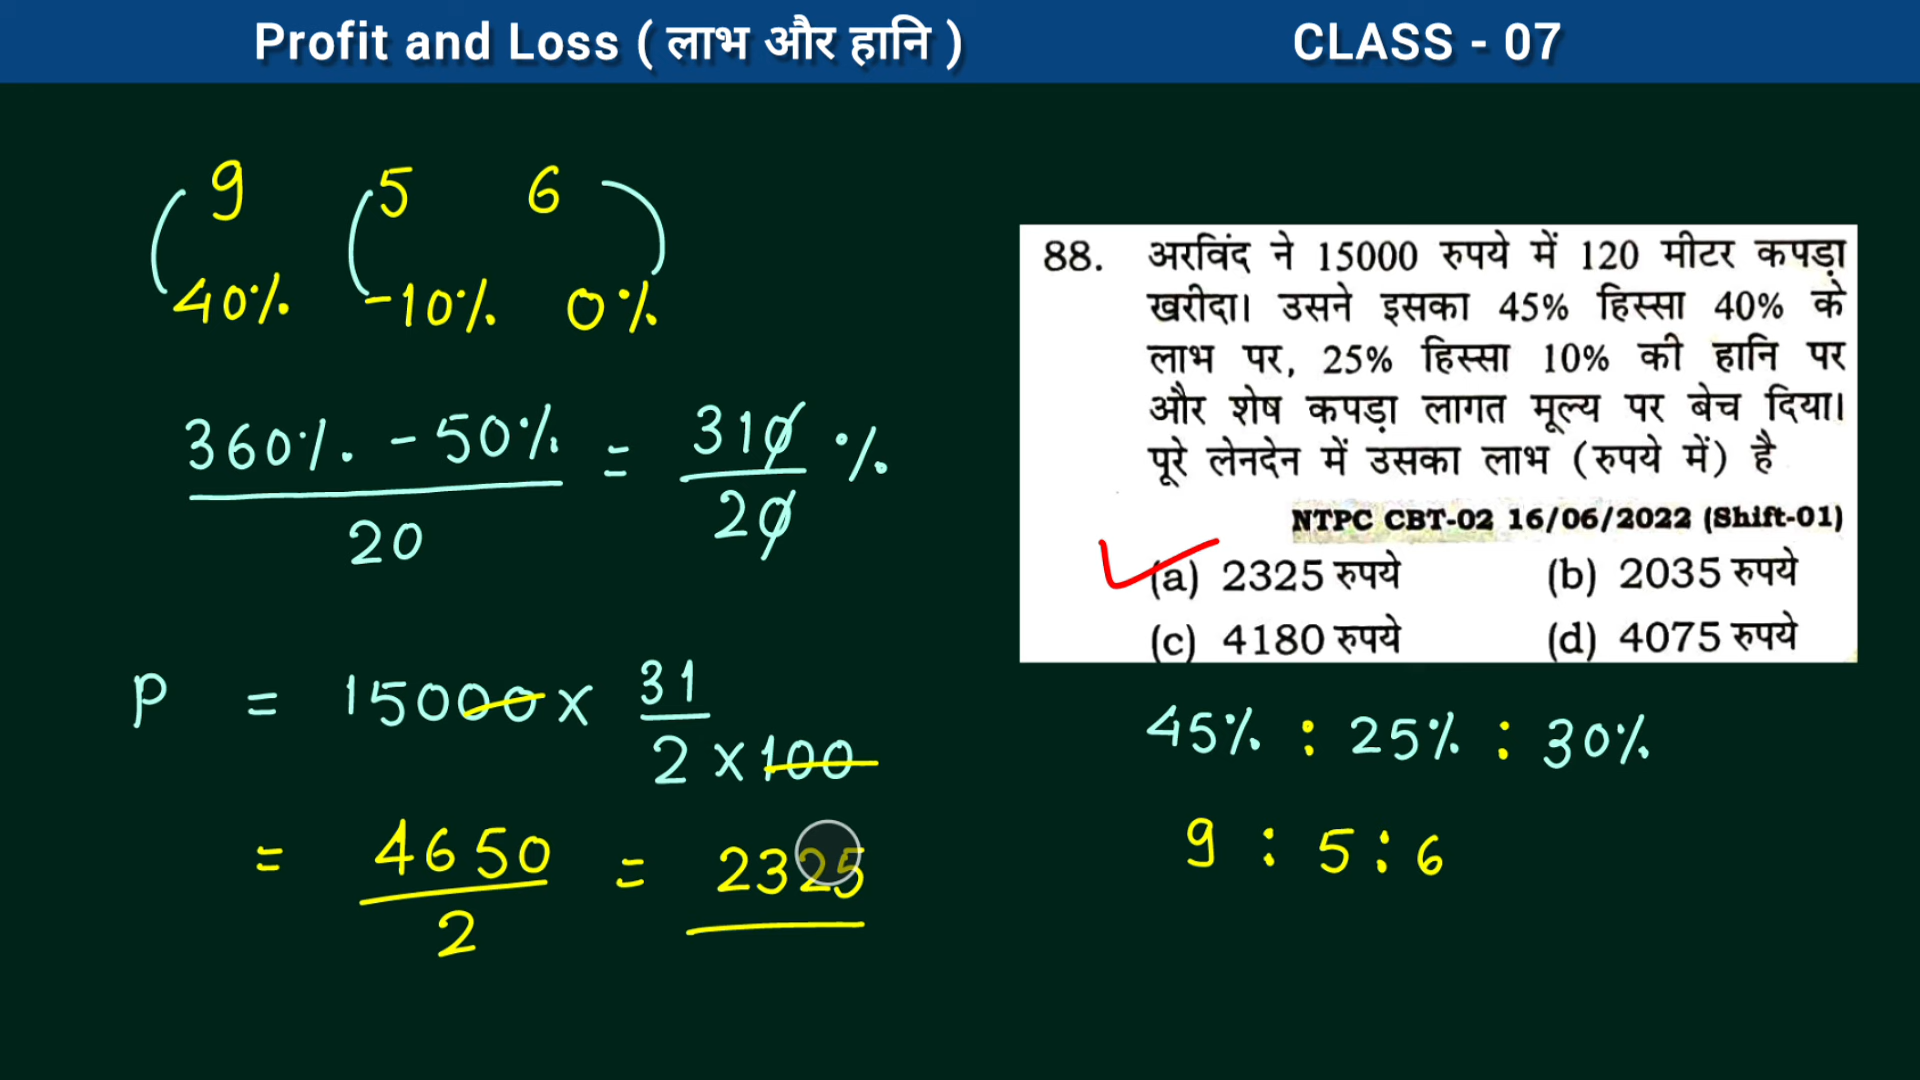 Profit and Loss ( लाभ और हानि ) CLASS - 07
9 5 6
40% -10% 0%
360% - 50% = 310 %
20 20
P = 15000 x 31
2 x 100
= 4650 = 2325
2
88. अरविंद ने 15000 रुपये में 120 मीटर कपड़ा
खरीदा। उसने इसका 45% हिस्सा 40% के
लाभ पर, 25% हिस्सा 10% की हानि पर
और शेष कपड़ा लागत मूल्य पर बेच दिया।
पूरे लेनदेन में उसका लाभ (रुपये में) है
NTPC CBT-02 16/06/2022 (Shift-01)
(a) 2325 रुपये (b) 2035 रुपये
(c) 4180 रुपये (d) 4075 रुपये
45% : 25% : 30%
9 : 5 : 6